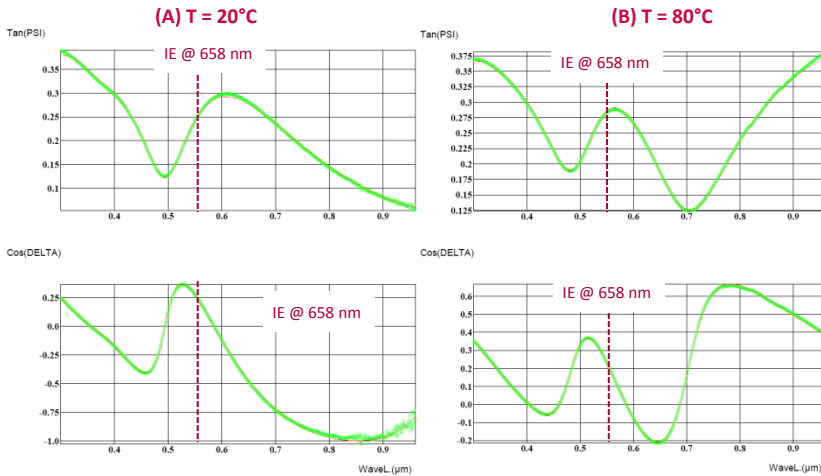 (A) T = 20°C
Tan(PSI)
IE @ 658 nm
0.35
0.3
0.25
0.2
0.15
0.1
0.4 0.5 0.6 0.7 0.8 0.9
(B) T = 80°C
Tan(PSI)
IE @ 658 nm
0.375
0.35
0.325
0.3
0.275
0.25
0.225
0.2
0.175
0.15
0.125
0.4 0.5 0.6 0.7 0.8 0.9
Cos(DELTA)
IE @ 658 nm
0.25
0.0
-0.25
-0.5
-0.75
-1.0
0.4 0.5 0.6 0.7 0.8 0.9
WaveL.(µm)
Cos(DELTA)
IE @ 658 nm
0.6
0.5
0.4
0.3
0.2
0.1
0.0
-0.1
-0.2
0.4 0.5 0.6 0.7 0.8 0.9
WaveL.(µm)